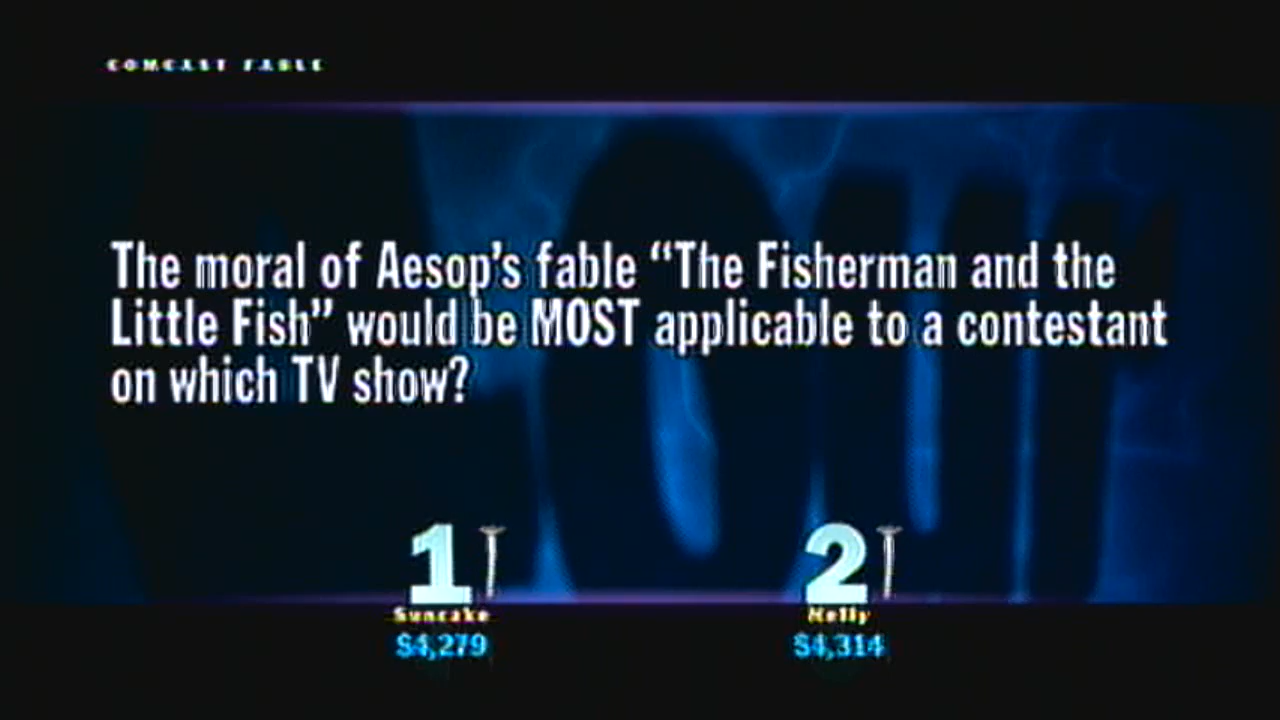 COMCAST FABLE
The moral of Aesop's fable “The Fisherman and the
Little Fish” would be MOST applicable to a contestant
on which TV show?
1 2
Suncake Nelly
$4,279 $4,314